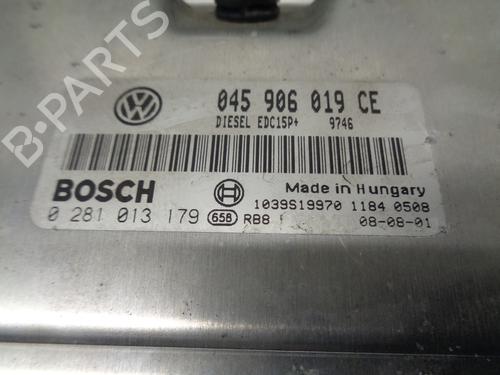 045 906 019 CE
DIESEL EDC15P+ 9746
BOSCH
Made in Hungary
0 281 013 179 658 RB8
1039S19970 1184 0508
08-08-01
B-PARTS